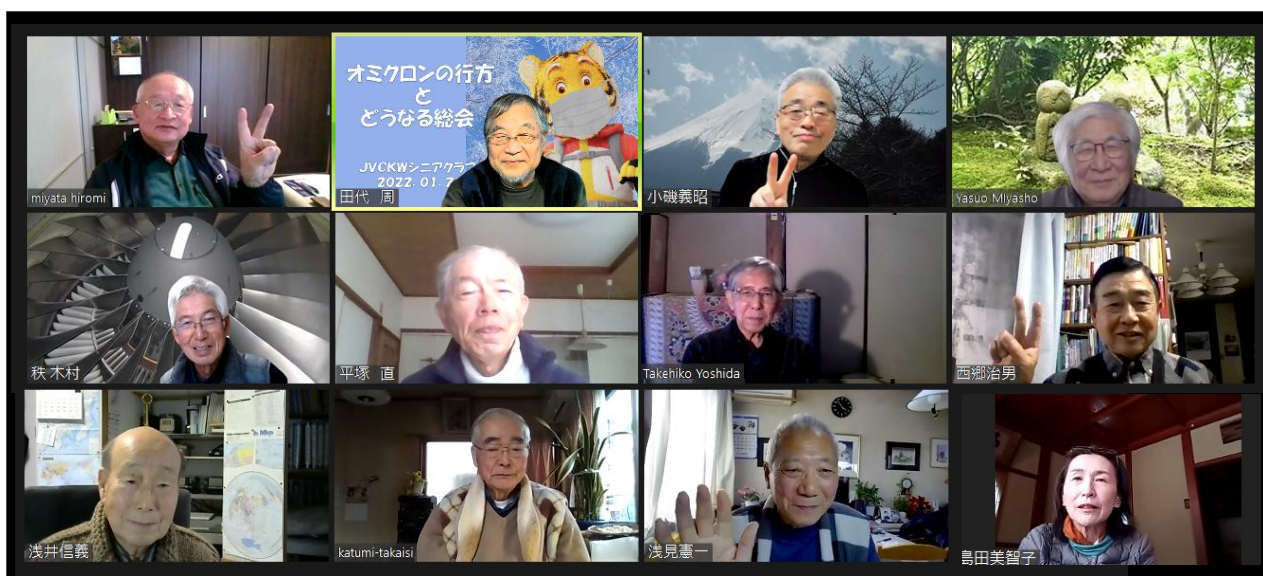 miyata hiromi
オミクロンの行方
と
どうなる総会
JVCKWシニアクラブ
2022.01.2
田代 周
小磯義昭
Yasuo Miyasho
秩 木村
平塚 直
Takehiko Yoshida
西郷治男
浅井信義
katumi-takaisi
浅見憲一
島田美智子